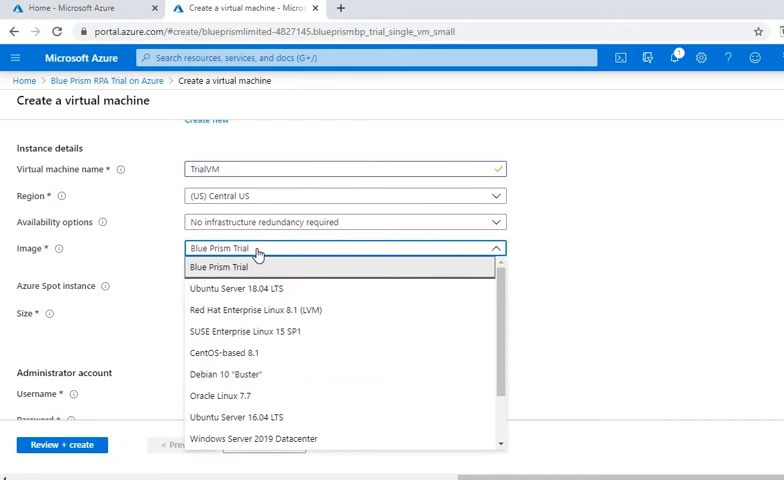 Home - Microsoft Azure
Create a virtual machine - Micros
portal.azure.com/#create/blueprismlimited-4827145.blueprismbp_trial_single_vm_small
Microsoft Azure
Search resources, services, and docs (G+/)
1
Home > Blue Prism RPA Trial on Azure > Create a virtual machine
Create a virtual machine
Create new
Instance details
Virtual machine name *
TrialVM
Region *
(US) Central US
Availability options
No infrastructure redundancy required
Image *
Blue Prism Trial
Blue Prism Trial
Azure Spot instance
Ubuntu Server 18.04 LTS
Size *
Red Hat Enterprise Linux 8.1 (LVM)
SUSE Enterprise Linux 15 SP1
CentOS-based 8.1
Administrator account
Debian 10 "Buster"
Username *
Oracle Linux 7.7
Password *
Ubuntu Server 16.04 LTS
Windows Server 2019 Datacenter
Review + create
< Prev